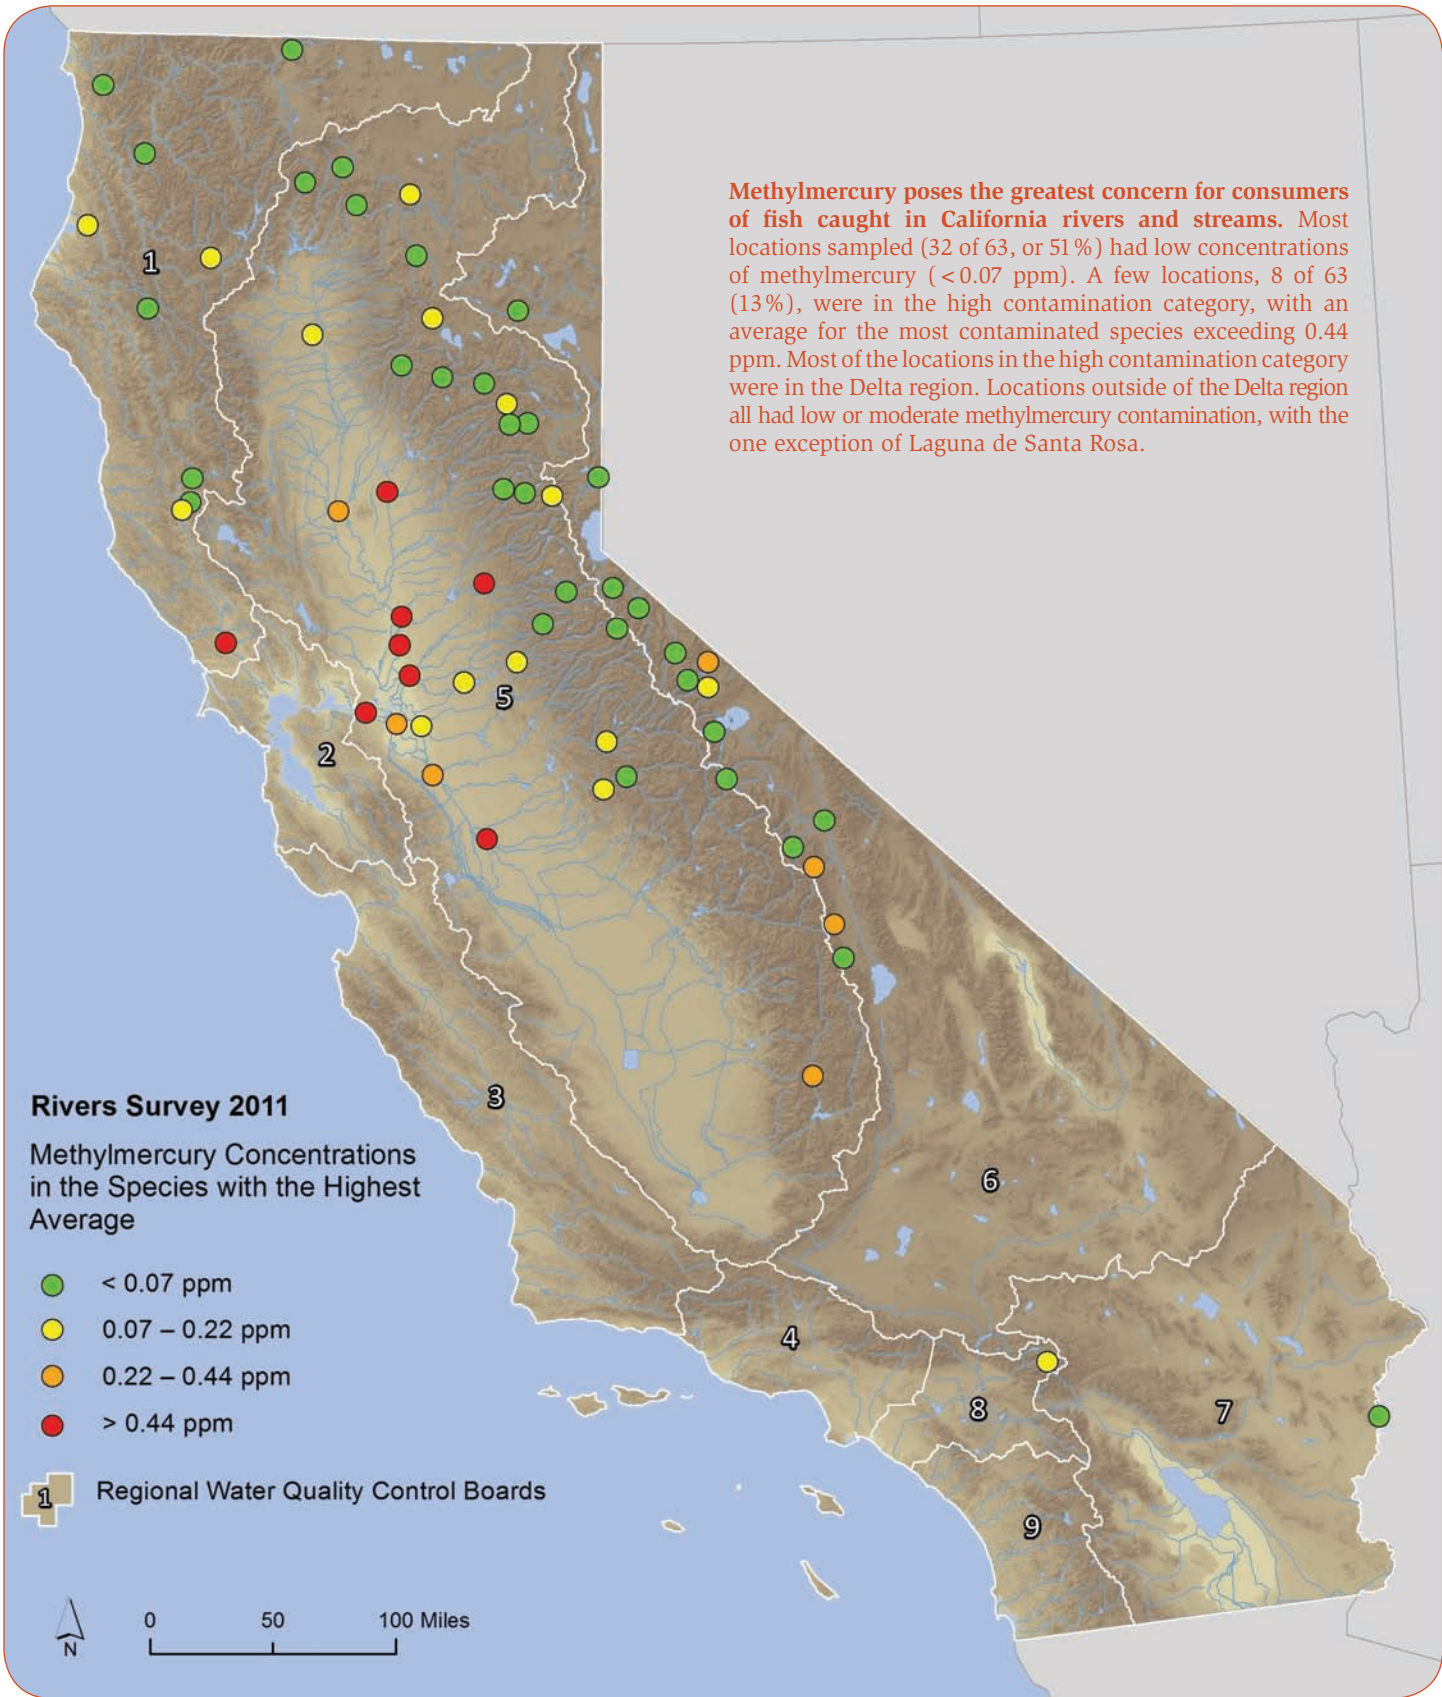 Methylmercury poses the greatest concern for consumers
of fish caught in California rivers and streams. Most
locations sampled (32 of 63, or 51%) had low concentrations
of methylmercury (<0.07 ppm). A few locations, 8 of 63
(13%), were in the high contamination category, with an
average for the most contaminated species exceeding 0.44
ppm. Most of the locations in the high contamination category
were in the Delta region. Locations outside of the Delta region
all had low or moderate methylmercury contamination, with the
one exception of Laguna de Santa Rosa.
1
5
2
3
6
4
8
7
9
Rivers Survey 2011
Methylmercury Concentrations
in the Species with the Highest
Average
< 0.07 ppm
0.07 – 0.22 ppm
0.22 – 0.44 ppm
> 0.44 ppm
1 Regional Water Quality Control Boards
N
0 50 100 Miles